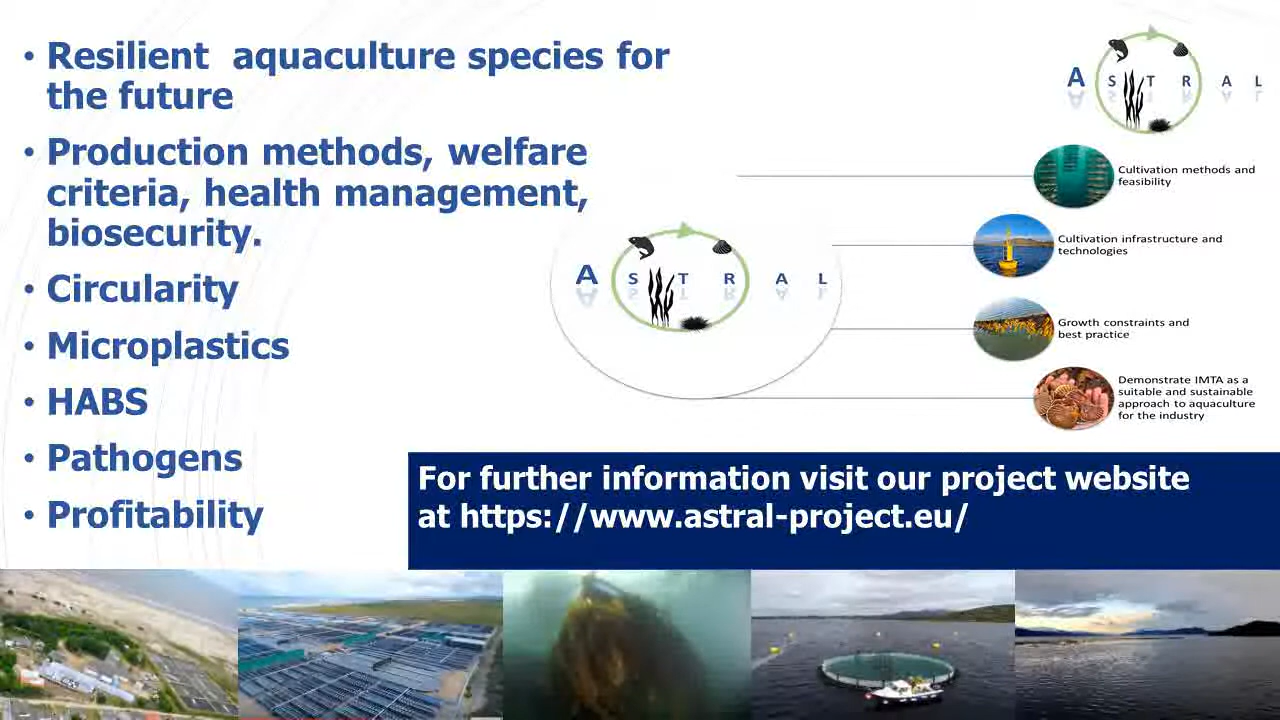 • Resilient  aquaculture species for
the future
• Production methods, welfare
criteria, health management,
biosecurity.
• Circularity
• Microplastics
• HABS
• Pathogens
• Profitability
A S T R A L
Cultivation methods and
feasibility
Cultivation infrastructure and
technologies
A S T R A L
Growth constraints and
best practice
Demonstrate IMTA as a
suitable and sustainable
approach to aquaculture
for the industry
For further information visit our project website
at https://www.astral-project.eu/